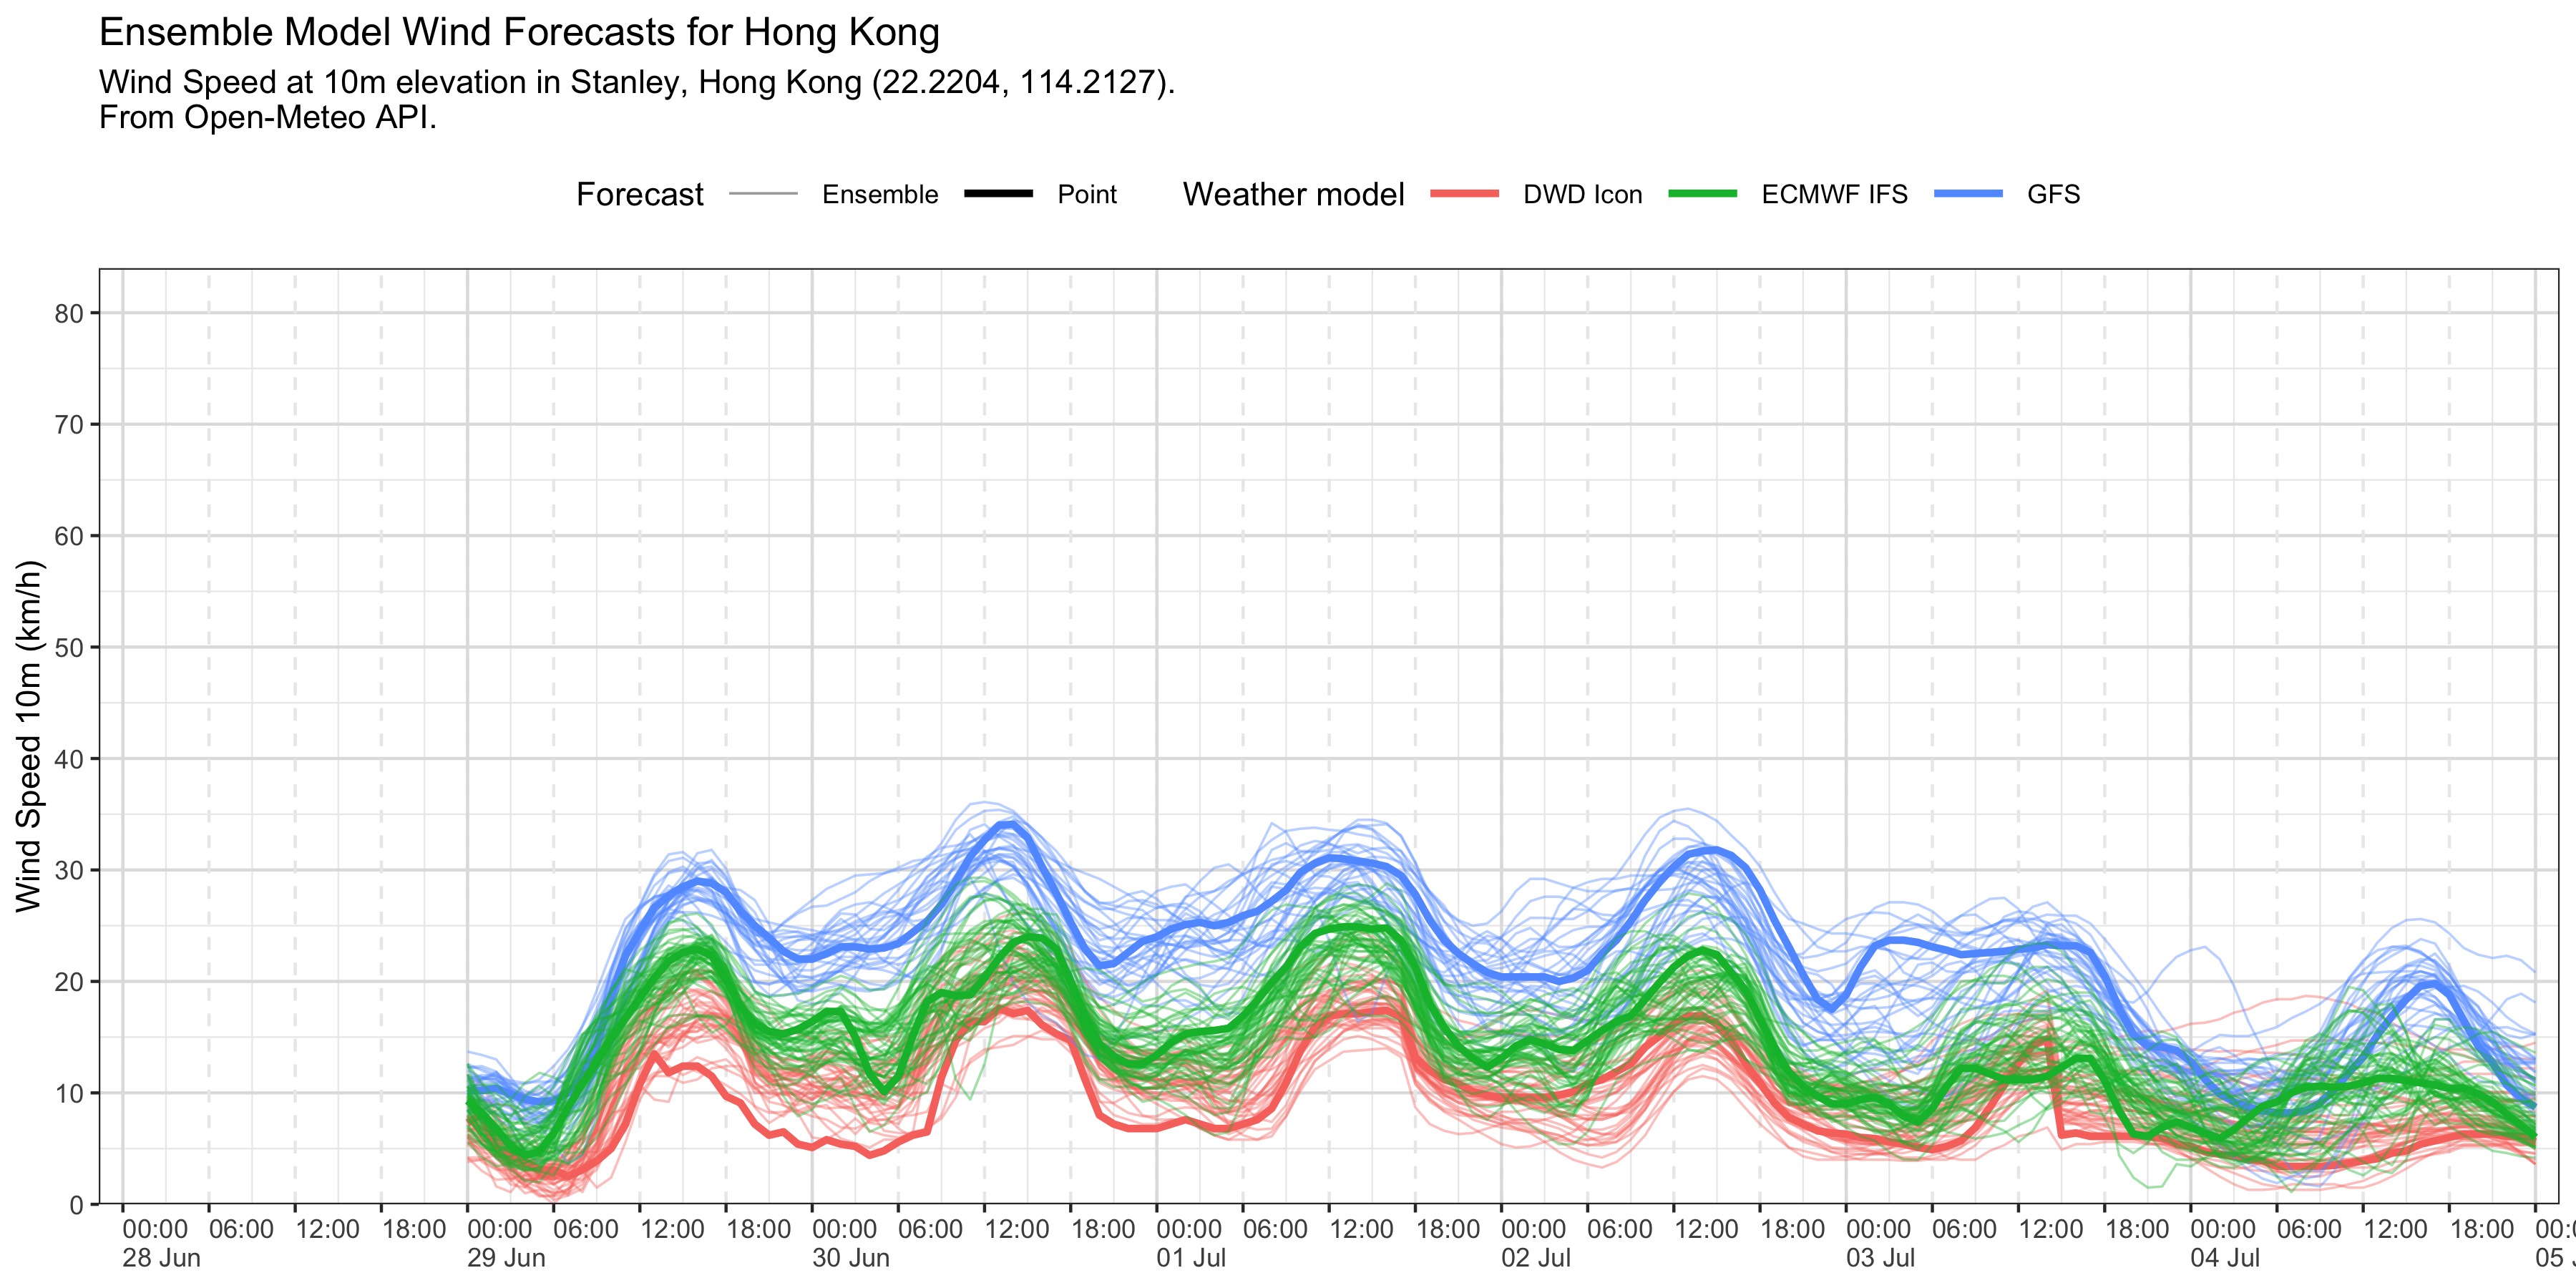 Ensemble Model Wind Forecasts for Hong Kong
Wind Speed at 10m elevation in Stanley, Hong Kong (22.2204, 114.2127).
From Open-Meteo API.
Forecast Ensemble Point Weather model DWD Icon ECMWF IFS GFS
Wind Speed 10m (km/h)
80
70
60
50
40
30
20
10
0
00:00 06:00 12:00 18:00 00:00 06:00 12:00 18:00 00:00 06:00 12:00 18:00 00:00 06:00 12:00 18:00 00:00 06:00 12:00 18:00 00:00 06:00 12:00 18:00 00:00 06:00 12:00 18:00
28 Jun 29 Jun 30 Jun 01 Jul 02 Jul 03 Jul 04 Jul 05